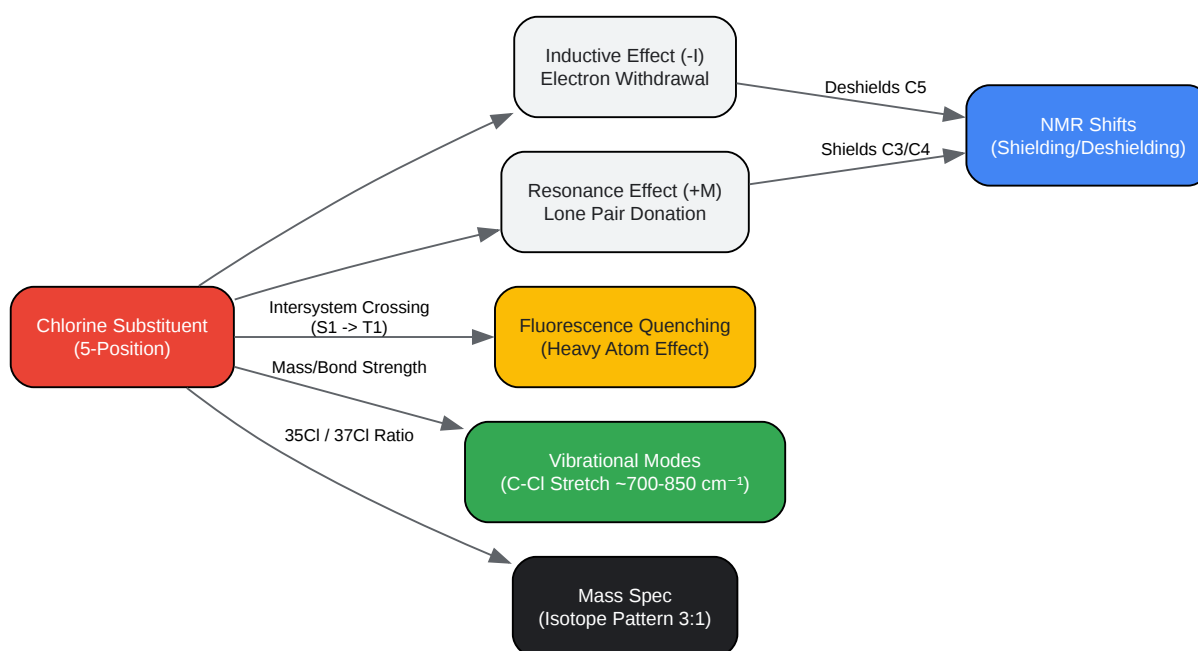 Inductive Effect (-I)
Electron Withdrawal
Deshields C5
NMR Shifts
(Shielding/Deshielding)
Shields C3/C4
Resonance Effect (+M)
Lone Pair Donation
Chlorine Substituent
(5-Position)
Intersystem Crossing
(S1 -> T1)
Fluorescence Quenching
(Heavy Atom Effect)
Mass/Bond Strength
35Cl / 37Cl Ratio
Vibrational Modes
(C-Cl Stretch ~700-850 cm⁻¹)
Mass Spec
(Isotope Pattern 3:1)